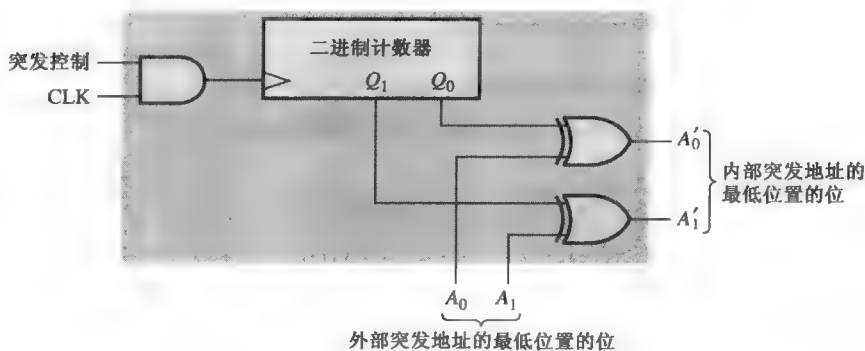 二进制计数器
突发控制
Q₁ Q₀
CLK
A′₀
内部突发地址的
最低位置的位
A′₁
A₀ A₁
外部突发地址的最低位置的位